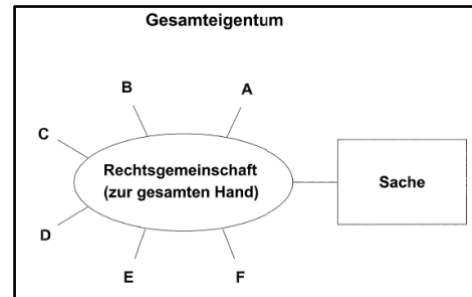 Gesamteigentum
B
A
C
Rechtsgemeinschaft
(zur gesamten Hand)
Sache
D
E
F